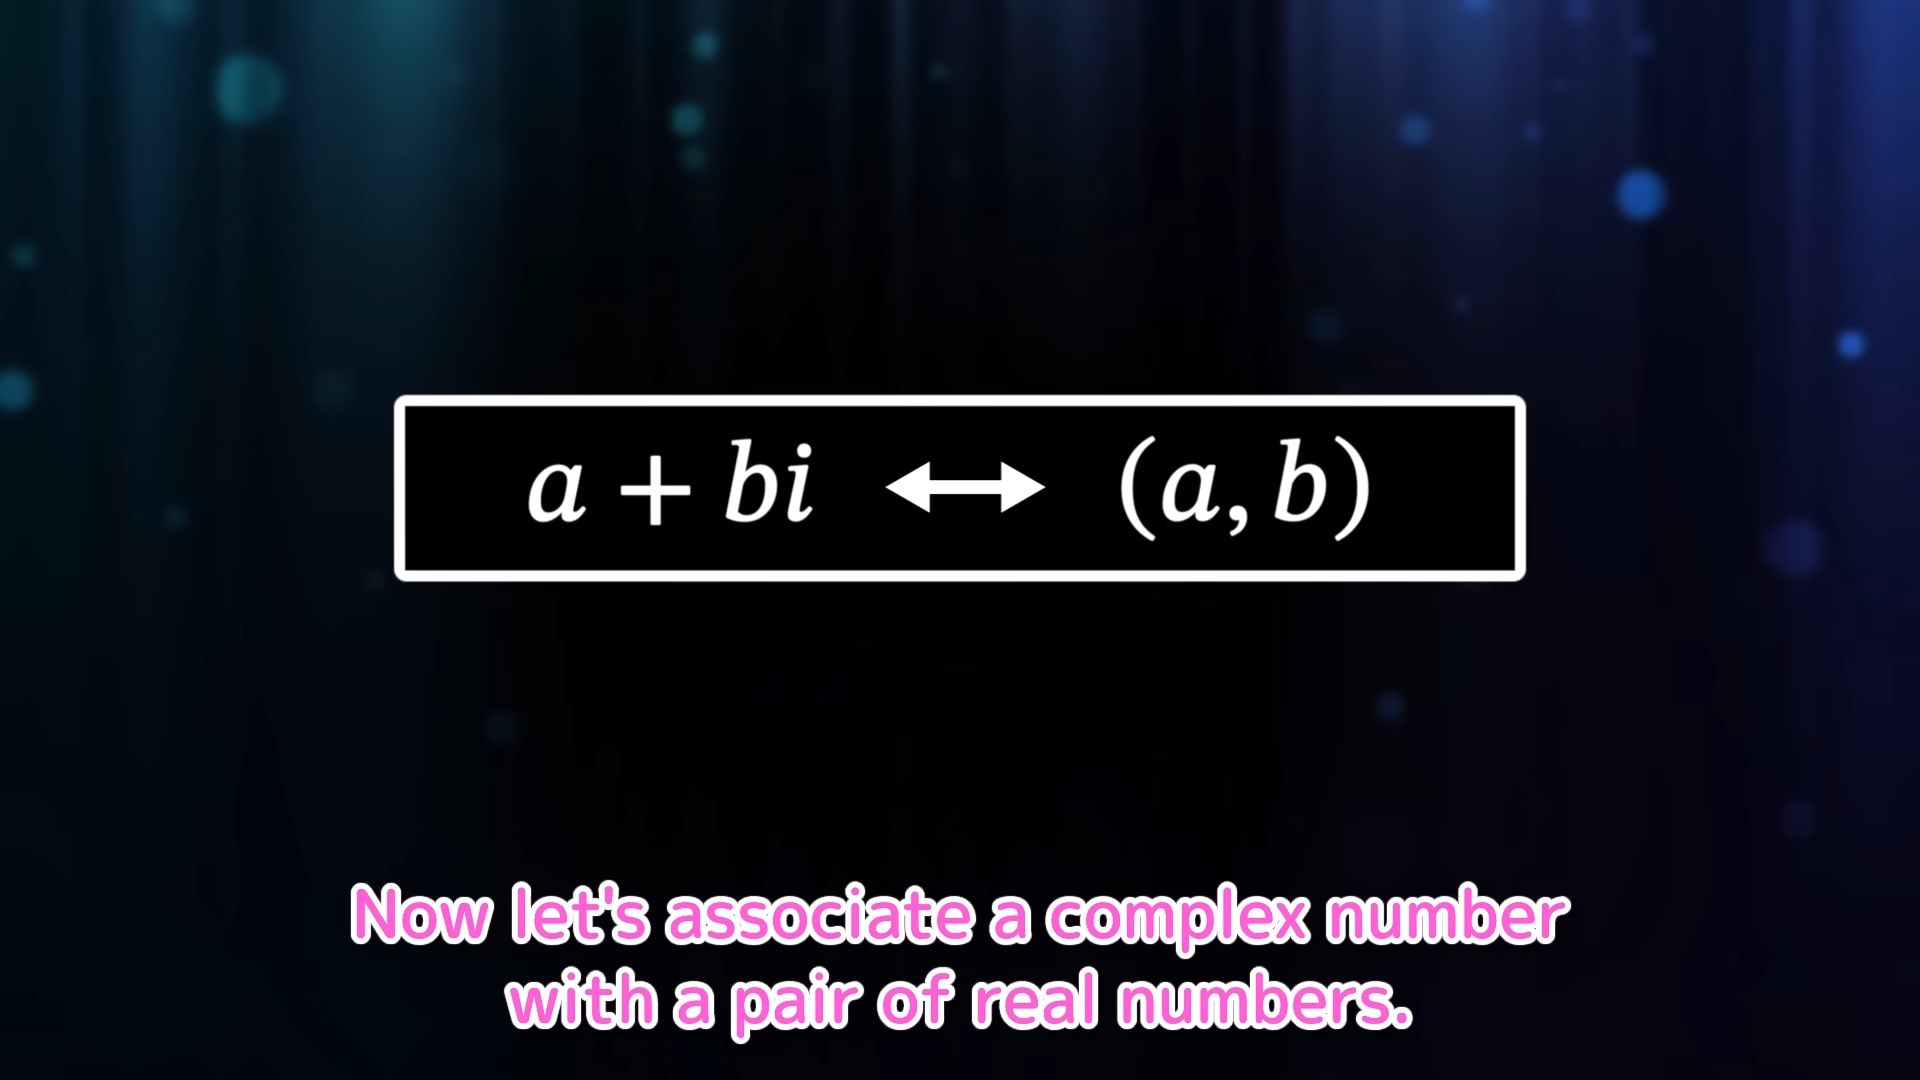 a + bi ↔ (a, b)
Now let's associate a complex number
with a pair of real numbers.